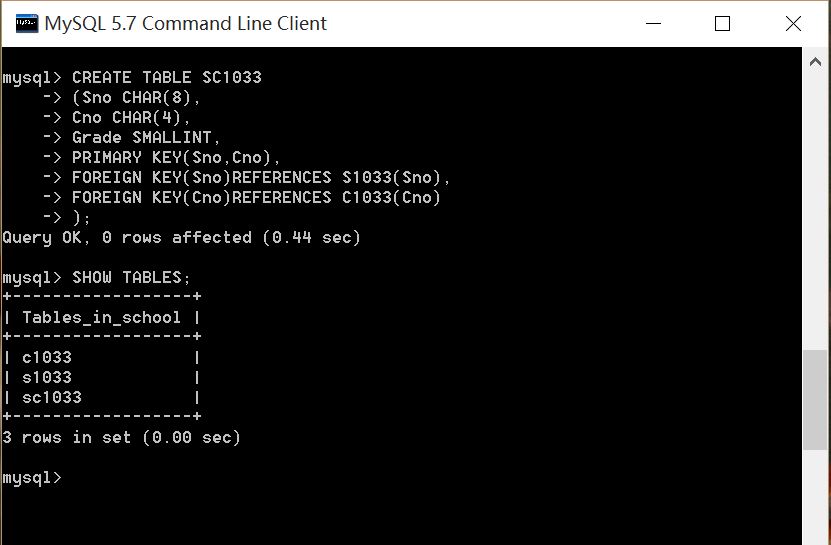 MySQL 5.7 Command Line Client
mysql> CREATE TABLE SC1033
    -> (Sno CHAR(8),
    -> Cno CHAR(4),
    -> Grade SMALLINT,
    -> PRIMARY KEY(Sno,Cno),
    -> FOREIGN KEY(Sno)REFERENCES S1033(Sno),
    -> FOREIGN KEY(Cno)REFERENCES C1033(Cno)
    -> );
Query OK, 0 rows affected (0.44 sec)
mysql> SHOW TABLES;
+------------------+
| Tables_in_school |
+------------------+
| c1033            |
| s1033            |
| sc1033           |
+------------------+
3 rows in set (0.00 sec)
mysql>